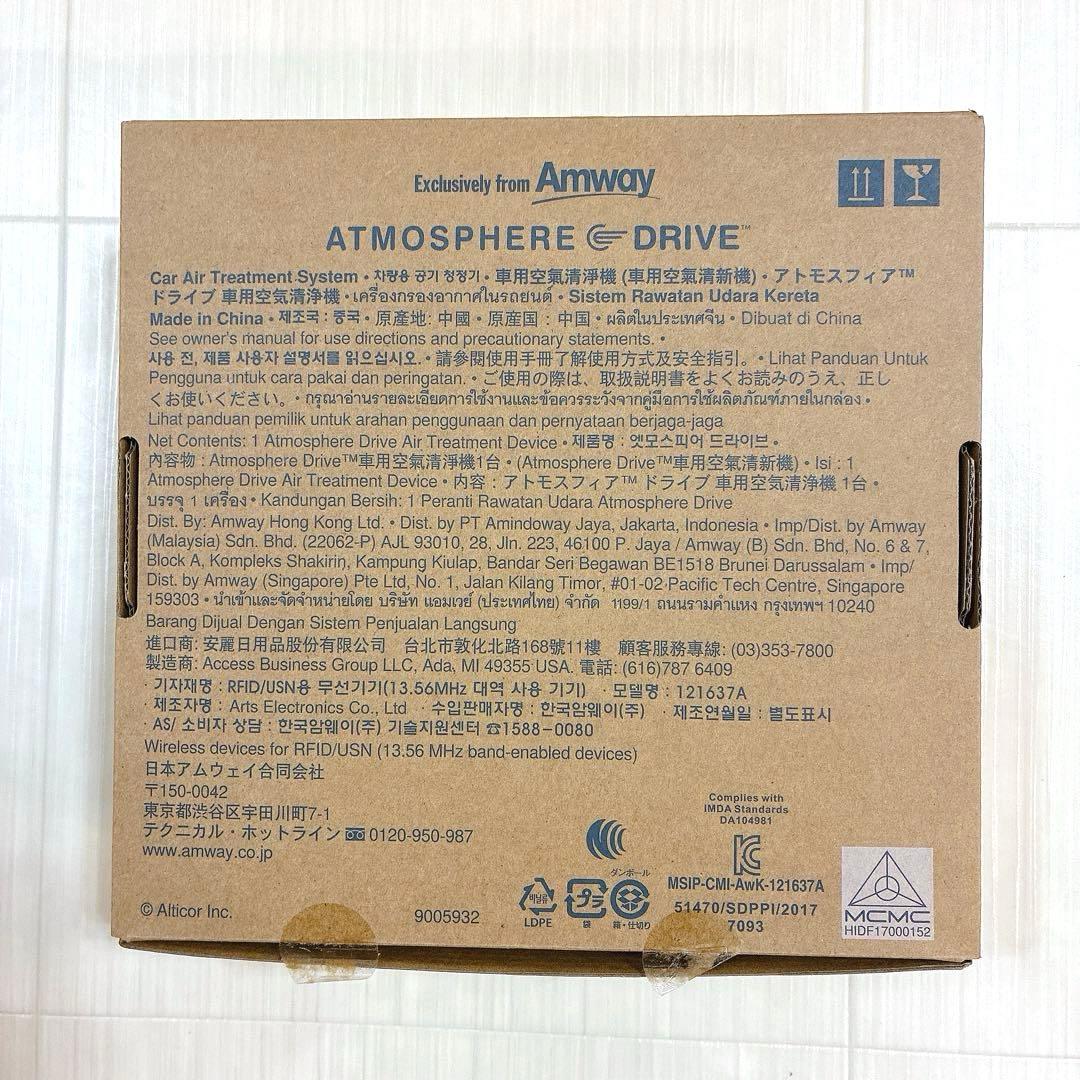 Exclusively from Amway
ATMOSPHERE DRIVE™
Car Air Treatment System • 차량용 공기 청정기 • 車用空氣清淨機 (車用空氣清新機) • アトモスフィア™
ドライブ 車用空気清浄機 • เครื่องกรองอากาศในรถยนต์ • Sistem Rawatan Udara Kereta
Made in China • 제조국 : 중국 • 原產地: 中國 • 原産国 : 中国 • ผลิตในประเทศจีน • Dibuat di China
See owner's manual for use directions and precautionary statements. •
사용 전, 제품 사용자 설명서를 읽으십시오. • 請參閱使用手冊了解使用方式及安全指引。 • Lihat Panduan Untuk
Pengguna untuk cara pakai dan peringatan. • ご使用の際は、取扱説明書をよくお読みのうえ、正し
くお使いください。 • กรุณาอ่านรายละเอียดการใช้งานและข้อควรระวังจากคู่มือการใช้ผลิตภัณฑ์ภายในกล่อง •
Lihat panduan pemilik untuk arahan penggunaan dan pernyataan berjaga-jaga
Net Contents: 1 Atmosphere Drive Air Treatment Device • 제품명 : 엣모스피어 드라이브 •
內容物 : Atmosphere Drive™車用空氣清淨機1台 • (Atmosphere Drive™車用空氣清新機) • Isi : 1
Atmosphere Drive Air Treatment Device • 内容 : アトモスフィア™ ドライブ 車用空気清浄機 1台 •
บรรจุ 1 เครื่อง • Kandungan Bersih: 1 Peranti Rawatan Udara Atmosphere Drive
Dist. By: Amway Hong Kong Ltd. • Dist. by PT Amindoway Jaya, Jakarta, Indonesia • Imp/Dist. by Amway
(Malaysia) Sdn. Bhd. (22062-P) AJL 93010, 28, Jln. 223, 46100 P. Jaya / Amway (B) Sdn. Bhd, No. 6 & 7,
Block A, Kompleks Shakirin, Kampung Kiulap, Bandar Seri Begawan BE1518 Brunei Darussalam • Imp/
Dist. by Amway (Singapore) Pte Ltd, No. 1, Jalan Kilang Timor, #01-02 Pacific Tech Centre, Singapore
159303 • นำเข้าและจัดจำหน่ายโดย บริษัท แอมเวย์ (ประเทศไทย) จำกัด 1199/1 ถนนรามคำแหง กรุงเทพฯ 10240
Barang Dijual Dengan Sistem Penjualan Langsung
進口商: 安麗日用品股份有限公司 台北市敦化北路168號11樓 顧客服務專線: (03)353-7800
製造商: Access Business Group LLC, Ada, MI 49355 USA. 電話: (616)787 6409
· 기자재명 : RFID/USN용 무선기기(13.56MHz 대역 사용 기기) · 모델명 : 121637A
· 제조자명 : Arts Electronics Co., Ltd · 수입판매자명 : 한국암웨이(주) · 제조연월일 : 별도표시
· AS/ 소비자 상담 : 한국암웨이(주) 기술지원센터 ☎1588-0080
Wireless devices for RFID/USN (13.56 MHz band-enabled devices)
日本アムウェイ合同会社
〒150-0042
東京都渋谷区宇田川町7-1
テクニカル・ホットライン 0120-950-987
www.amway.co.jp
Complies with
IMDA Standards
DA104981
MSIP-CMI-AwK-121637A
51470/SDPPI/2017
7093
ダンボール
비닐류
LDPE
プラ
袋
箱・仕切り
MCMC
HIDF17000152
© Alticor Inc.
9005932